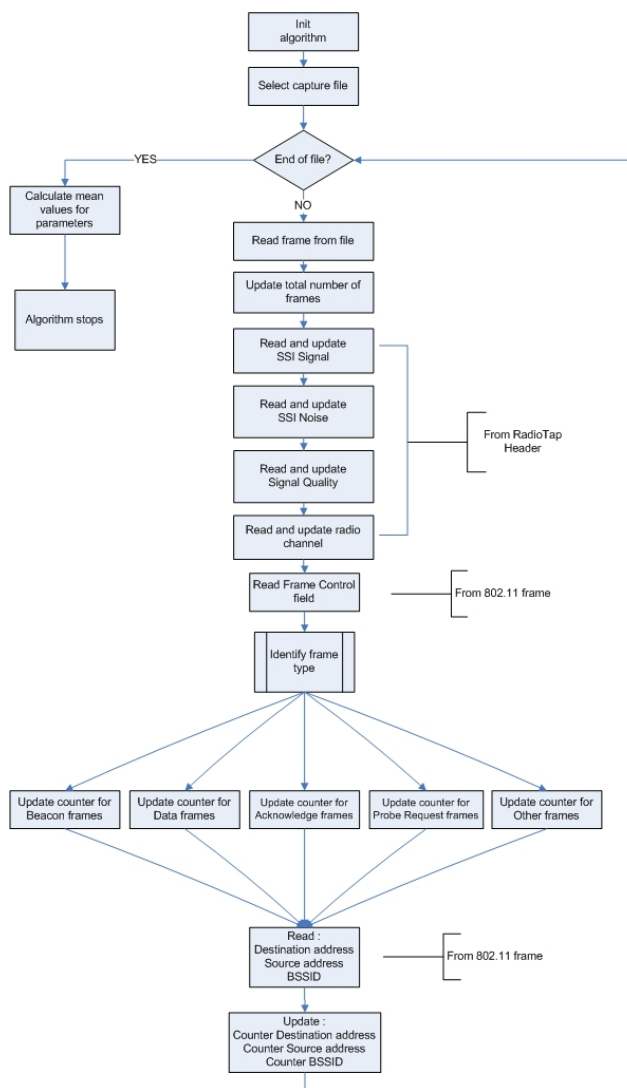 Init
algorithm
Select capture file
End of file?
YES
NO
Calculate mean
values for
parameters
Algorithm stops
Read frame from file
Update total number of
frames
Read and update
SSI Signal
Read and update
SSI Noise
Read and update
Signal Quality
Read and update radio
channel
From RadioTap
Header
Read Frame Control
field
From 802.11 frame
Identify frame
type
Update counter for
Beacon frames
Update counter for
Data frames
Update counter for
Acknowledge frames
Update counter for
Probe Request frames
Update counter for
Other frames
Read :
Destination address
Source address
BSSID
From 802.11 frame
Update :
Counter Destination address
Counter Source address
Counter BSSID